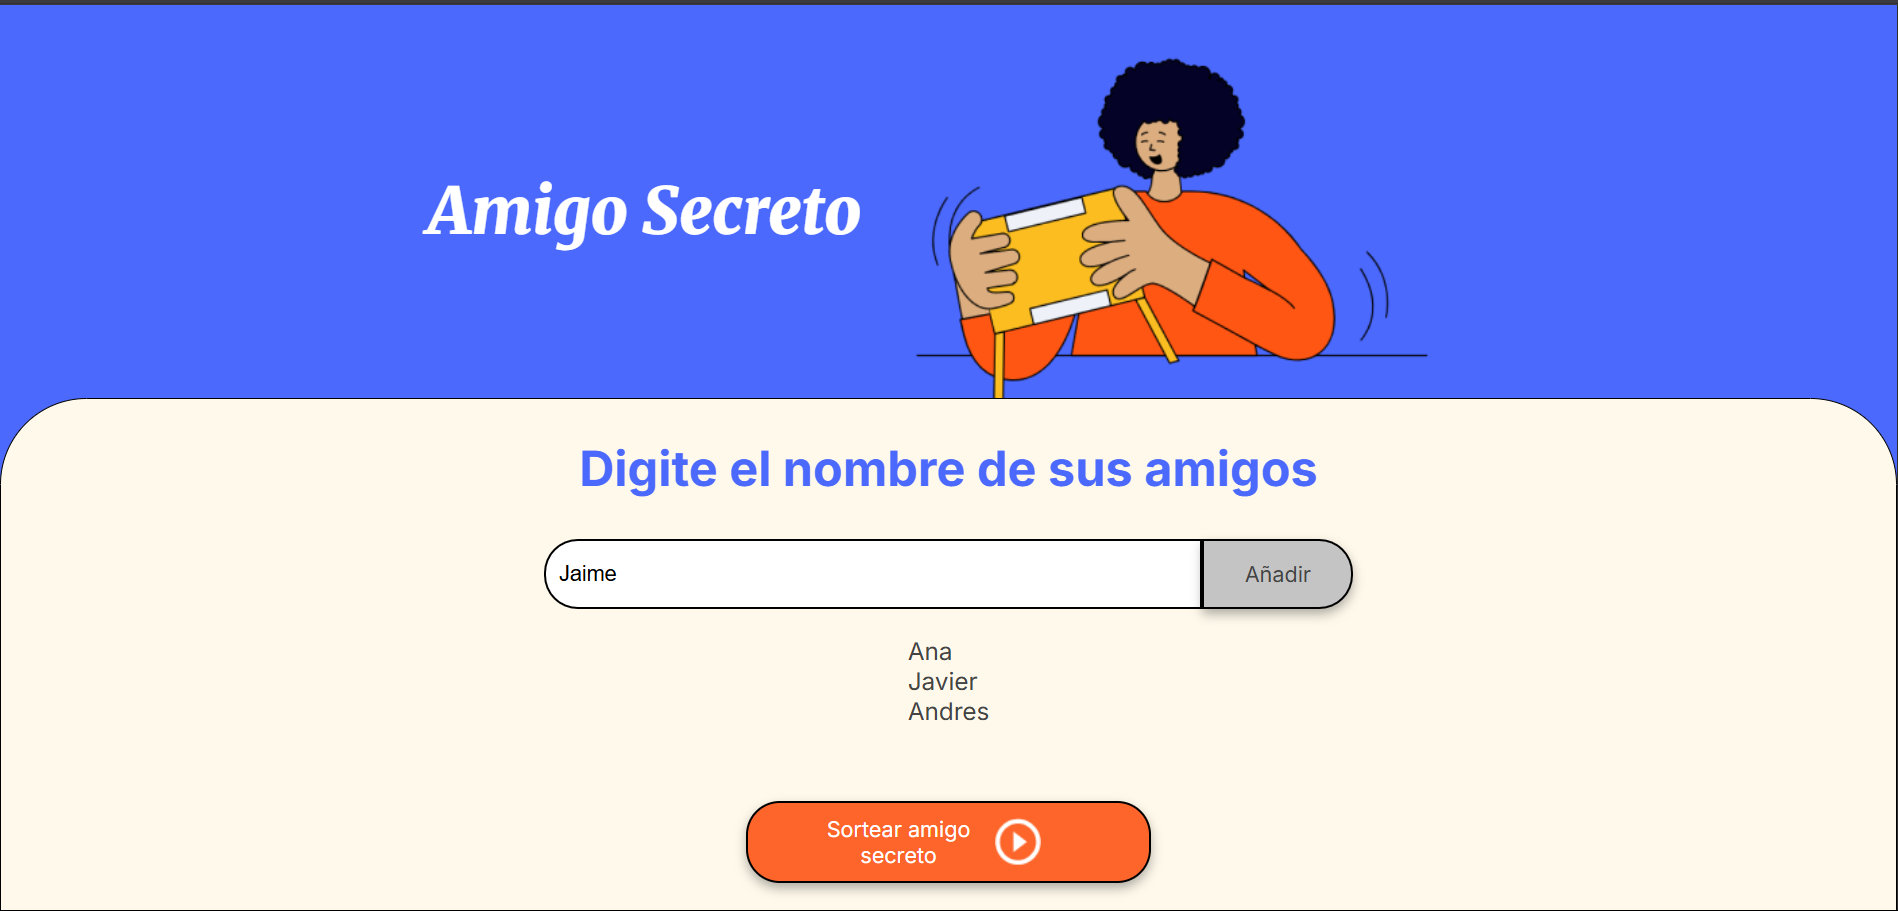 Amigo Secreto
Digite el nombre de sus amigos
Jaime
Añadir
Ana
Javier
Andres
Sortear amigo
secreto